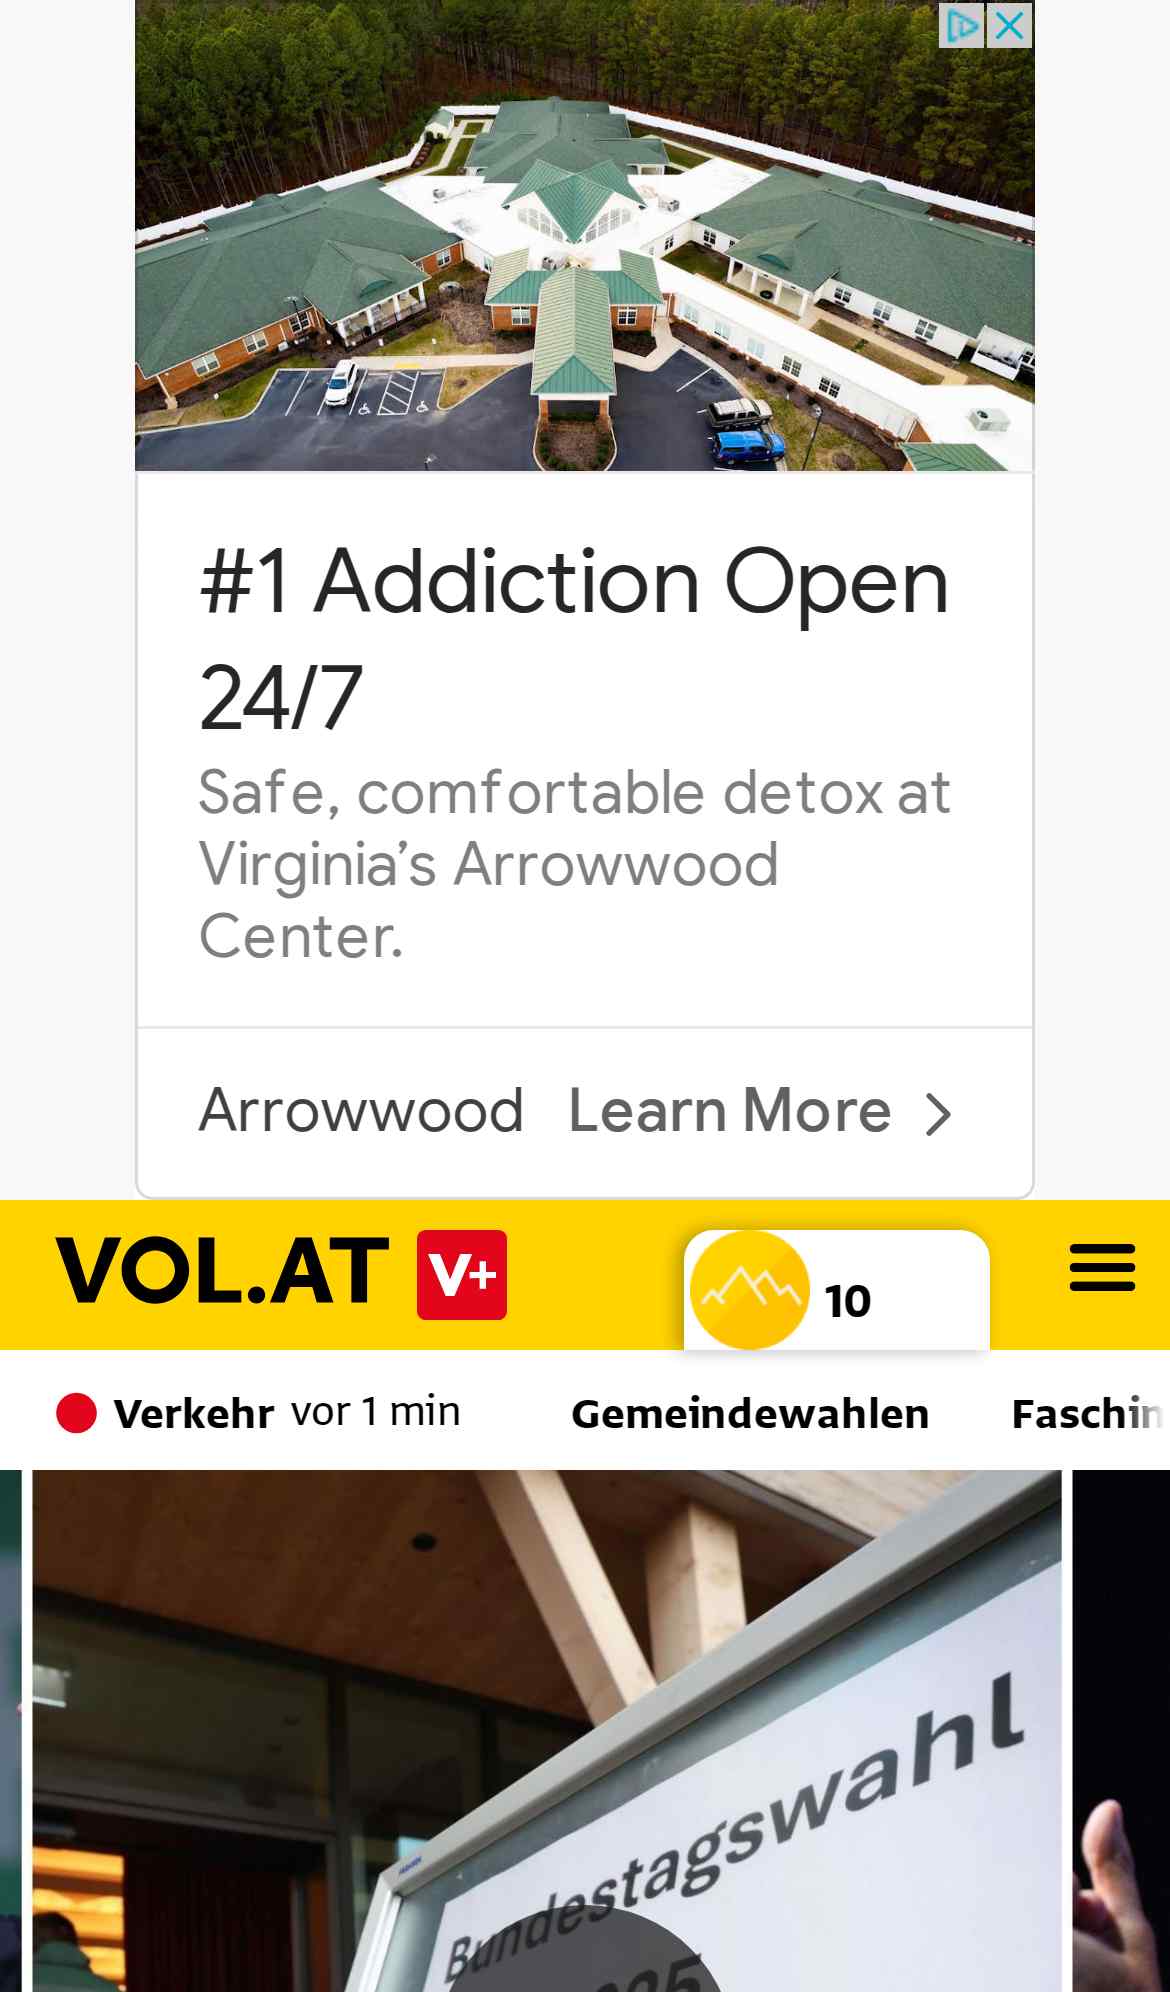 #1 Addiction Open
24/7
Safe, comfortable detox at
Virginia’s Arrowwood
Center.
Arrowwood Learn More
VOL.AT V+ 10
Verkehr vor 1 min Gemeindewahlen Faschin
Bundestagswahl